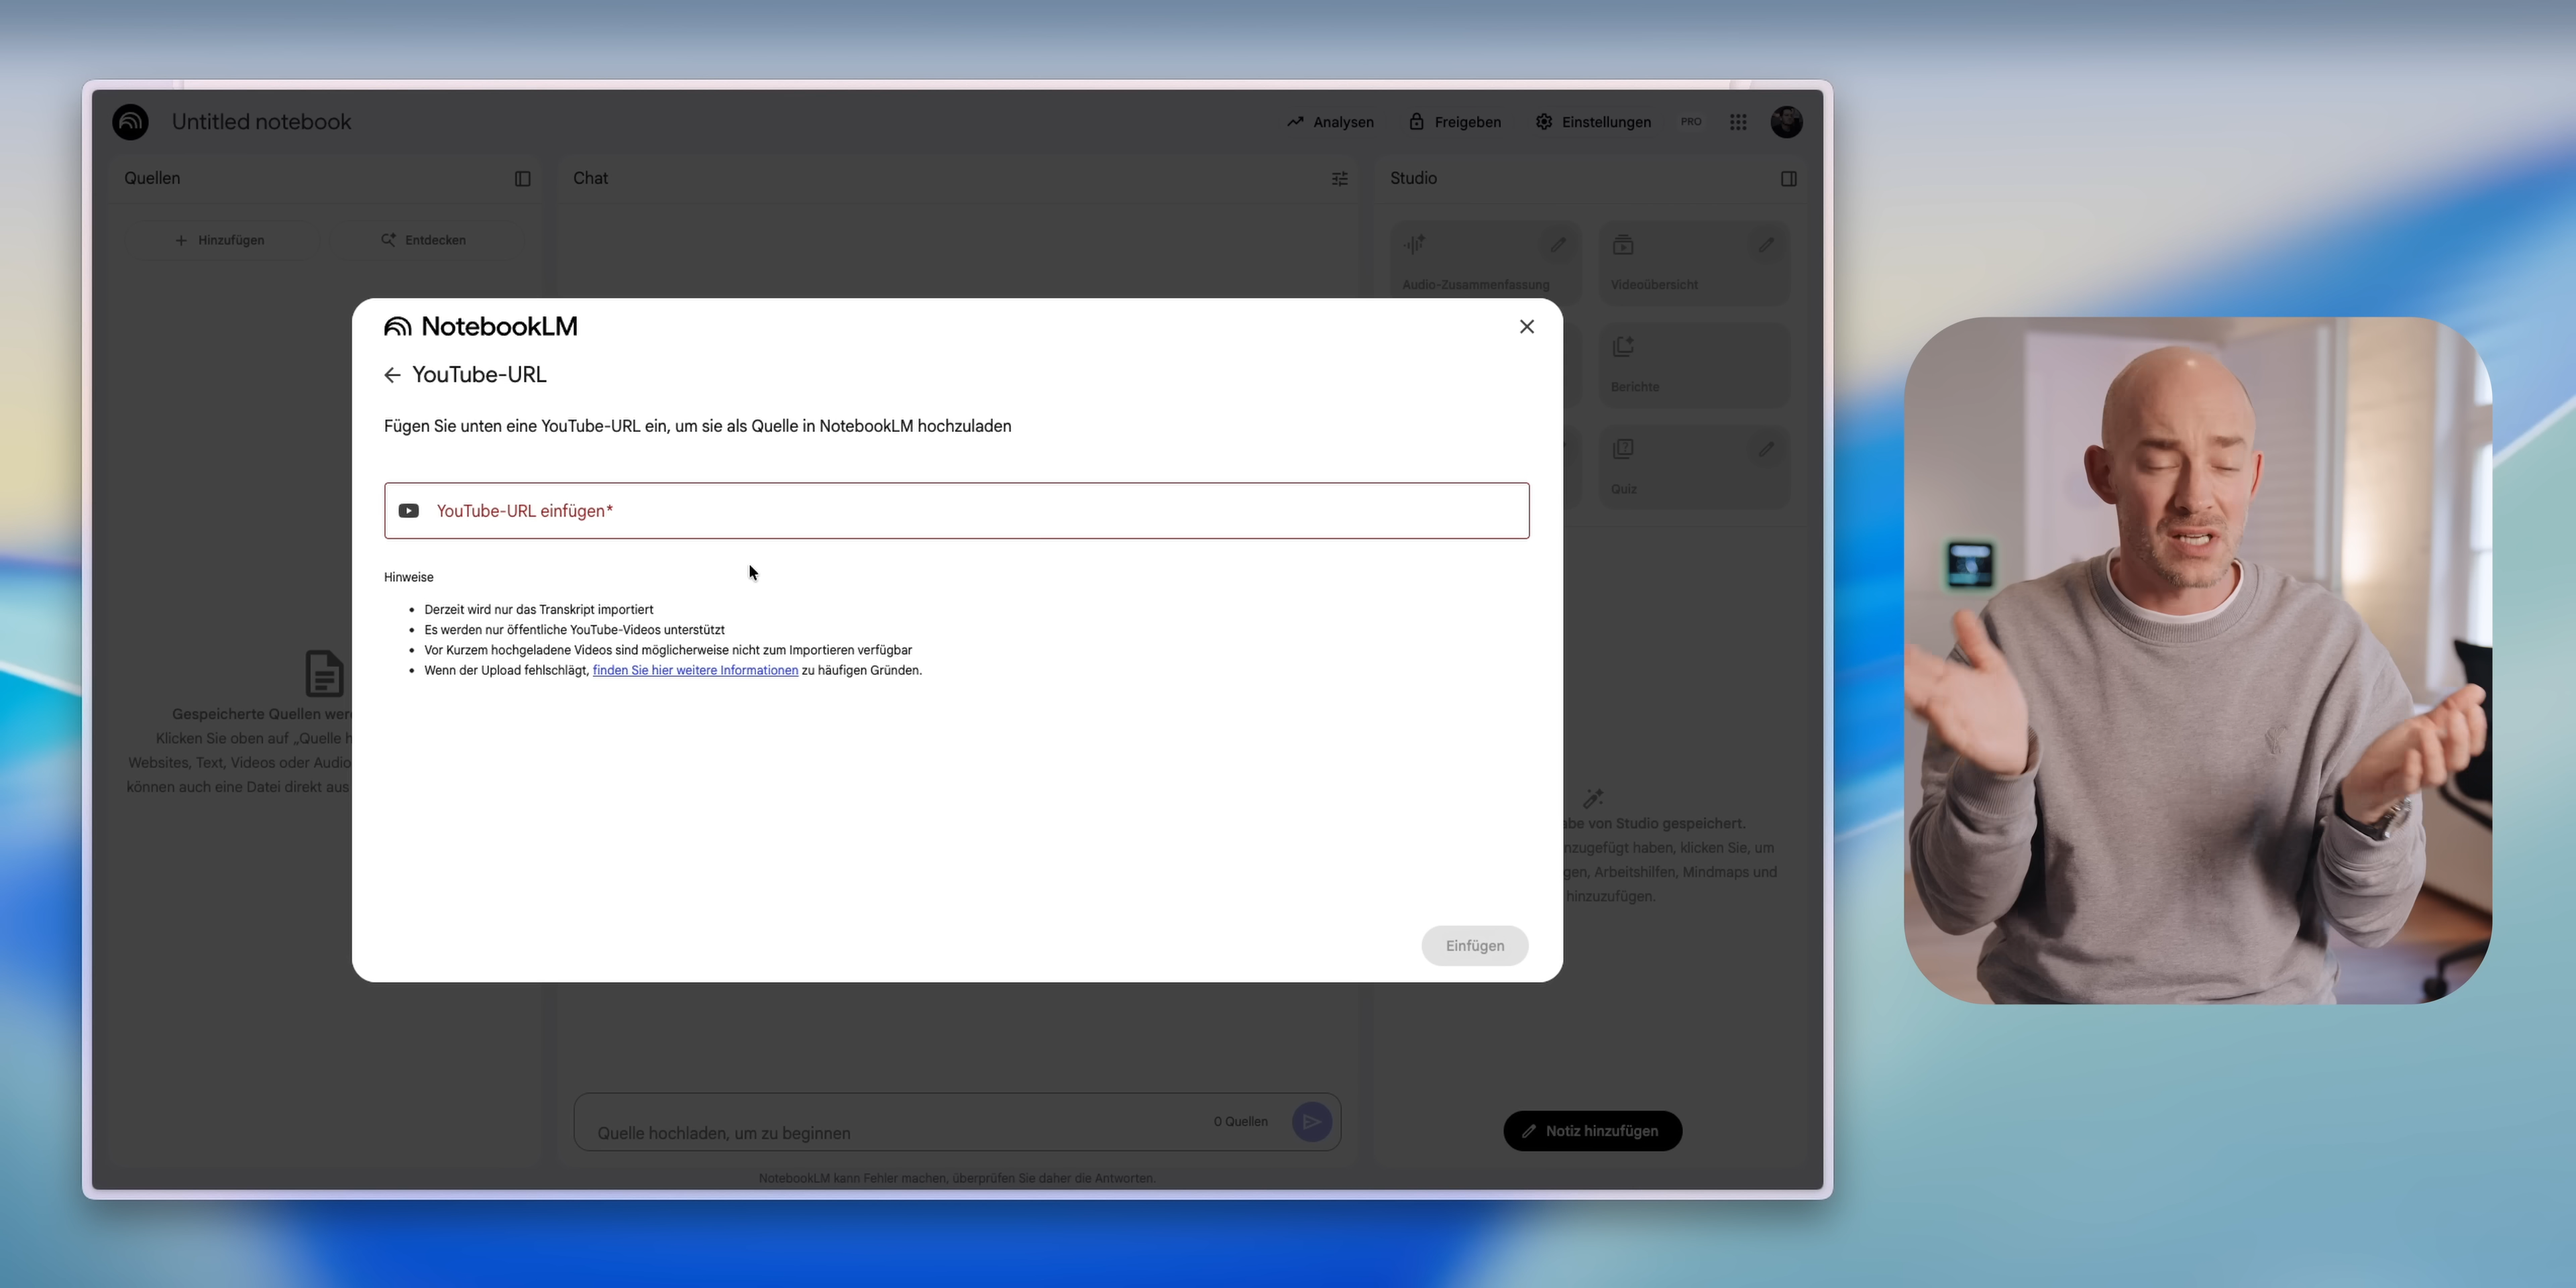 Untitled notebook
Analysen
Freigeben
Einstellungen
PRO
Quellen
Chat
Studio
Hinzufügen
Entdecken
Audio-Zusammenfassung
Videoübersicht
Berichte
Quiz
NotebookLM
YouTube-URL
Fügen Sie unten eine YouTube-URL ein, um sie als Quelle in NotebookLM hochzuladen
YouTube-URL einfügen*
Hinweise
Derzeit wird nur das Transkript importiert
Es werden nur öffentliche YouTube-Videos unterstützt
Vor Kurzem hochgeladene Videos sind möglicherweise nicht zum Importieren verfügbar
Wenn der Upload fehlschlägt, finden Sie hier weitere Informationen zu häufigen Gründen.
Einfügen
Gespeicherte Quellen
Klicken Sie oben auf „Quelle
Websites, Text, Videos oder Audio
können auch eine Datei direkt aus
von Studio gespeichert.
haben, klicken Sie, um
Arbeitshilfen, Mindmaps und
hinzuzufügen.
Quelle hochladen, um zu beginnen
0 Quellen
Notiz hinzufügen
NotebookLM kann Fehler machen, überprüfen Sie daher die Antworten.